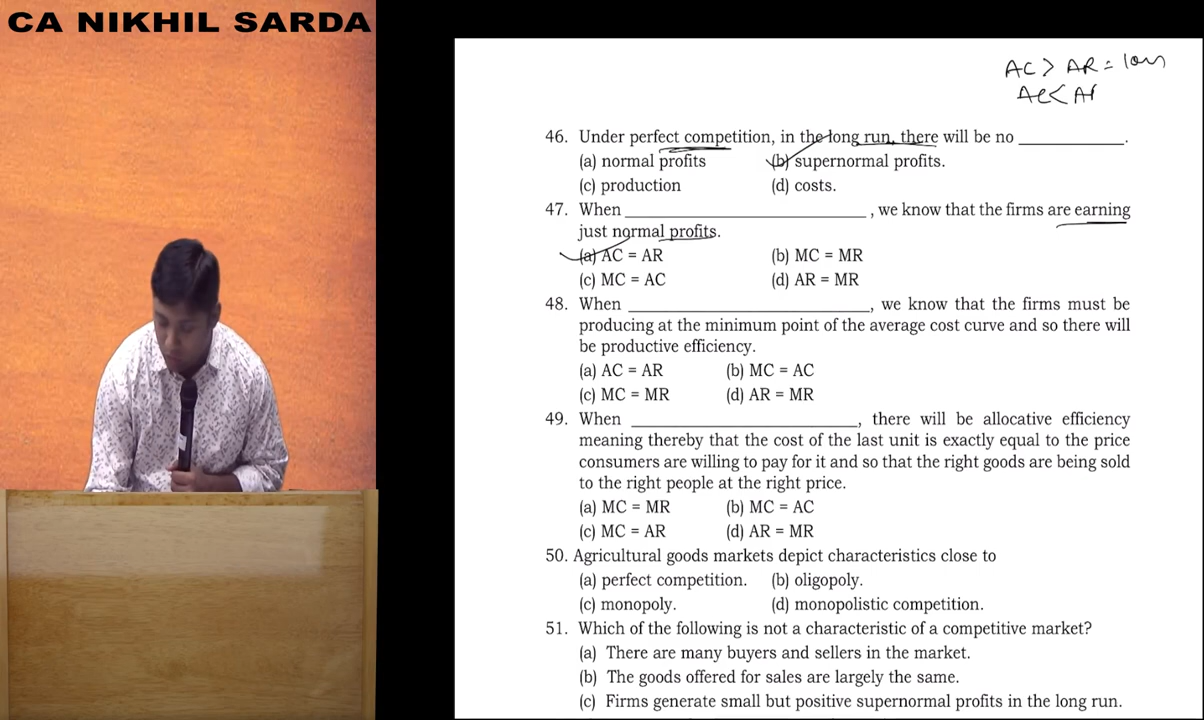 CA NIKHIL SARDA
AC > AR = loss
AC < AR
46. Under perfect competition, in the long run, there will be no ____________.
(a) normal profits (b) supernormal profits.
(c) production (d) costs.
47. When ____________________________, we know that the firms are earning
just normal profits.
(a) AC = AR (b) MC = MR
(c) MC = AC (d) AR = MR
48. When ____________________________, we know that the firms must be
producing at the minimum point of the average cost curve and so there will
be productive efficiency.
(a) AC = AR (b) MC = AC
(c) MC = MR (d) AR = MR
49. When __________________________, there will be allocative efficiency
meaning thereby that the cost of the last unit is exactly equal to the price
consumers are willing to pay for it and so that the right goods are being sold
to the right people at the right price.
(a) MC = MR (b) MC = AC
(c) MC = AR (d) AR = MR
50. Agricultural goods markets depict characteristics close to
(a) perfect competition. (b) oligopoly.
(c) monopoly. (d) monopolistic competition.
51. Which of the following is not a characteristic of a competitive market?
(a) There are many buyers and sellers in the market.
(b) The goods offered for sales are largely the same.
(c) Firms generate small but positive supernormal profits in the long run.